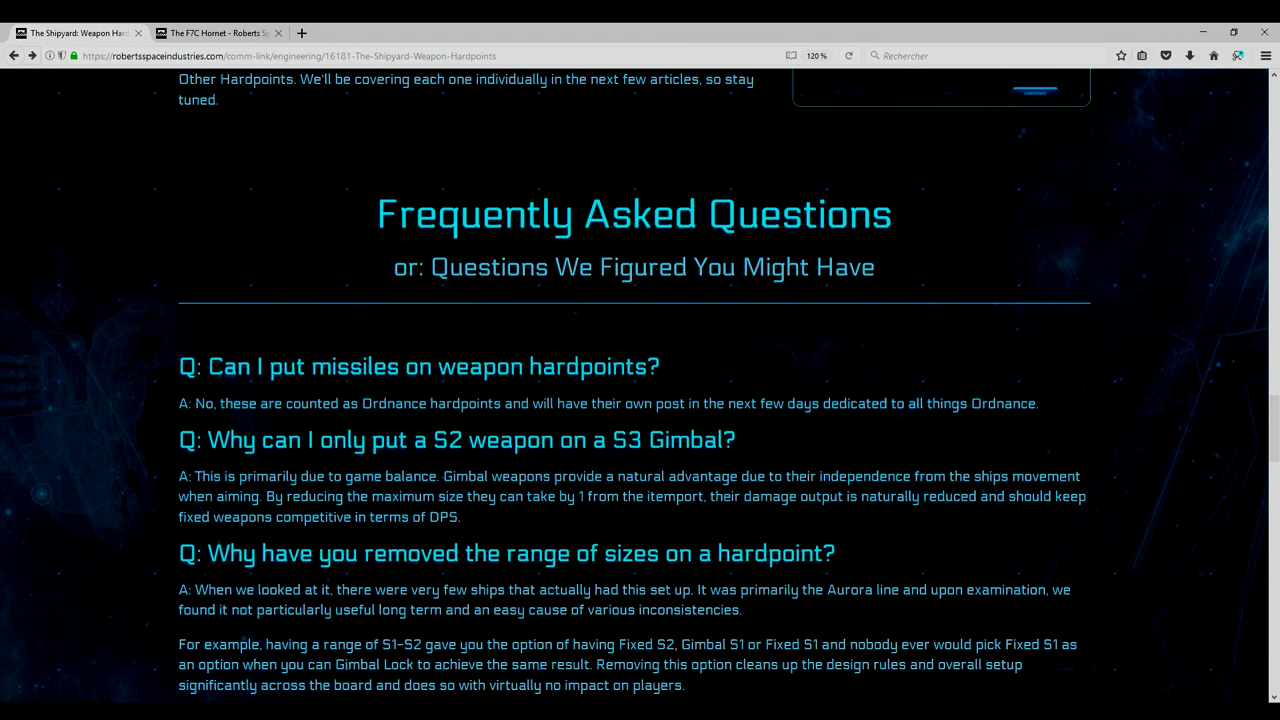 The Shipyard: Weapon Hard
The F7C Hornet - Roberts Sp
https://robertsspaceindustries.com/comm-link/engineering/16181-The-Shipyard-Weapon-Hardpoints
120 %
Rechercher
Other Hardpoints. We'll be covering each one individually in the next few articles, so stay
tuned.
Frequently Asked Questions
or: Questions We Figured You Might Have
Q: Can I put missiles on weapon hardpoints?
A: No, these are counted as Ordnance hardpoints and will have their own post in the next few days dedicated to all things Ordnance.
Q: Why can I only put a S2 weapon on a S3 Gimbal?
A: This is primarily due to game balance. Gimbal weapons provide a natural advantage due to their independence from the ships movement
when aiming. By reducing the maximum size they can take by 1 from the itemport, their damage output is naturally reduced and should keep
fixed weapons competitive in terms of DPS.
Q: Why have you removed the range of sizes on a hardpoint?
A: When we looked at it, there were very few ships that actually had this set up. It was primarily the Aurora line and upon examination, we
found it not particularly useful long term and an easy cause of various inconsistencies.
For example, having a range of S1-S2 gave you the option of having Fixed S2, Gimbal S1 or Fixed S1 and nobody ever would pick Fixed S1 as
an option when you can Gimbal Lock to achieve the same result. Removing this option cleans up the design rules and overall setup
significantly across the board and does so with virtually no impact on players.